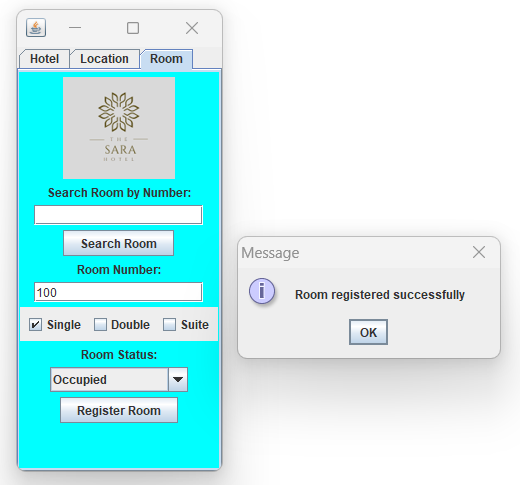 Hotel Location Room
THE
SARA
HOTEL
Search Room by Number:
Search Room
Room Number:
100
Single Double Suite
Room Status:
Occupied
Register Room
Message
Room registered successfully
OK